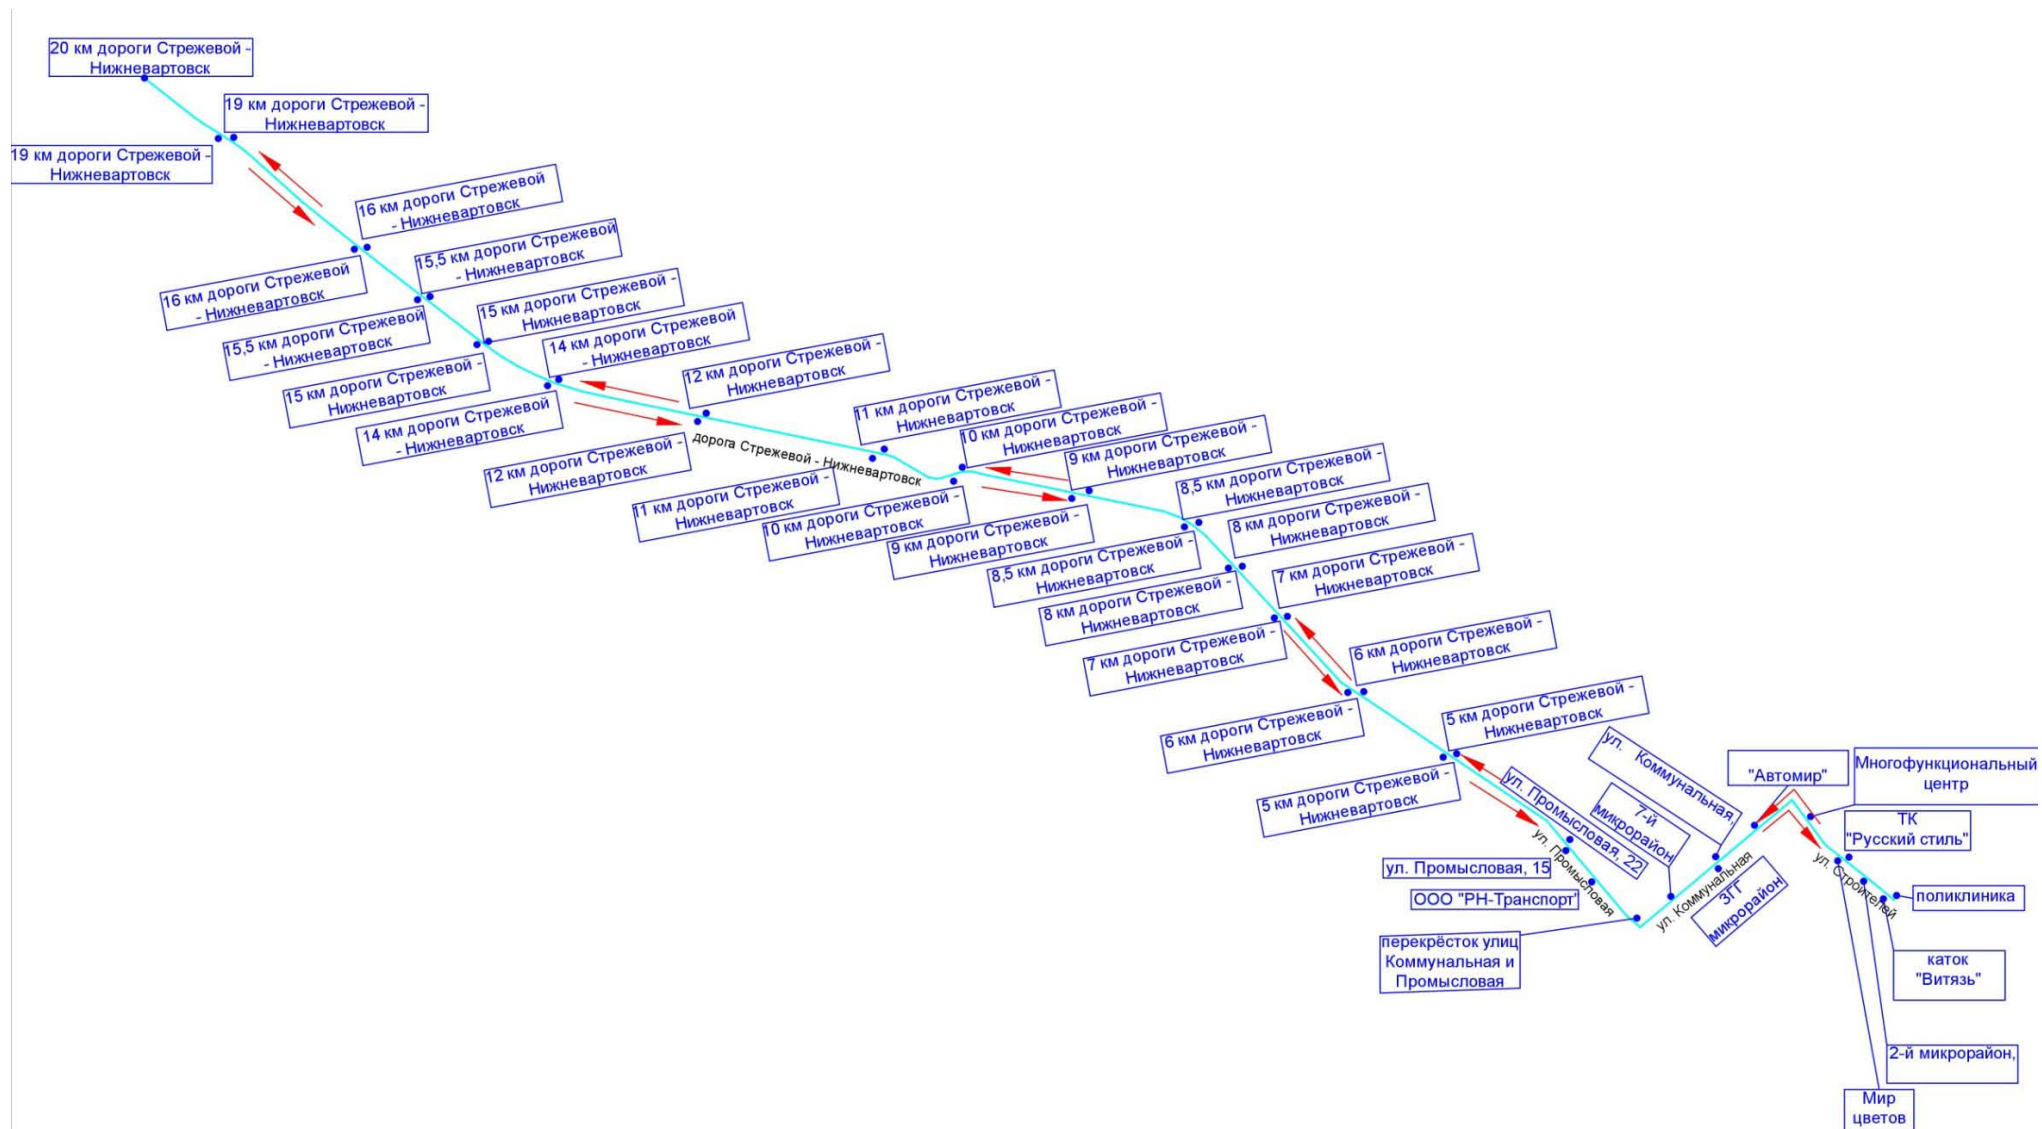 20 км дороги Стрежевой -
Нижневартовск
19 км дороги Стрежевой -
Нижневартовск
19 км дороги Стрежевой -
Нижневартовск
16 км дороги Стрежевой
- Нижневартовск
16 км дороги Стрежевой
- Нижневартовск
15,5 км дороги Стрежевой
- Нижневартовск
15,5 км дороги Стрежевой
- Нижневартовск
15 км дороги Стрежевой -
Нижневартовск
15 км дороги Стрежевой -
Нижневартовск
14 км дороги Стрежевой
- Нижневартовск
14 км дороги Стрежевой
- Нижневартовск
12 км дороги Стрежевой -
Нижневартовск
12 км дороги Стрежевой -
Нижневартовск
дорога Стрежевой - Нижневартовск
11 км дороги Стрежевой -
Нижневартовск
11 км дороги Стрежевой -
Нижневартовск
10 км дороги Стрежевой -
Нижневартовск
10 км дороги Стрежевой -
Нижневартовск
9 км дороги Стрежевой -
Нижневартовск
9 км дороги Стрежевой -
Нижневартовск
8,5 км дороги Стрежевой -
Нижневартовск
8,5 км дороги Стрежевой -
Нижневартовск
8 км дороги Стрежевой -
Нижневартовск
8 км дороги Стрежевой -
Нижневартовск
7 км дороги Стрежевой -
Нижневартовск
7 км дороги Стрежевой -
Нижневартовск
6 км дороги Стрежевой -
Нижневартовск
6 км дороги Стрежевой -
Нижневартовск
5 км дороги Стрежевой -
Нижневартовск
5 км дороги Стрежевой -
Нижневартовск
ул. Промысловая, 22
ул. Промысловая
ул. Промысловая, 15
ООО "РН-Транспорт"
перекрёсток улиц
Коммунальная и
Промысловая
7-й
микрорайон
ул. Коммунальная,
ул. Коммунальная
ЗГГ
микрорайон
"Автомир"
Многофункциональный
центр
ТК
"Русский стиль"
ул. Строителей
поликлиника
каток
"Витязь"
2-й микрорайон,
Мир
цветов